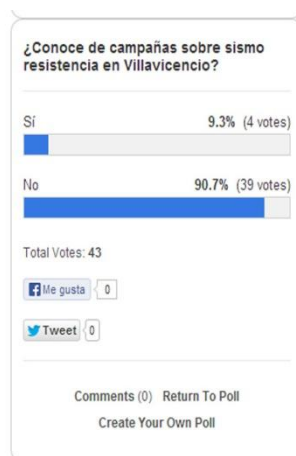 ¿Conoce de campañas sobre sismo
resistencia en Villavicencio?
Sí 9.3% (4 votes)
No 90.7% (39 votes)
Total Votes: 43
Me gusta 0
Tweet 0
Comments (0) Return To Poll
Create Your Own Poll